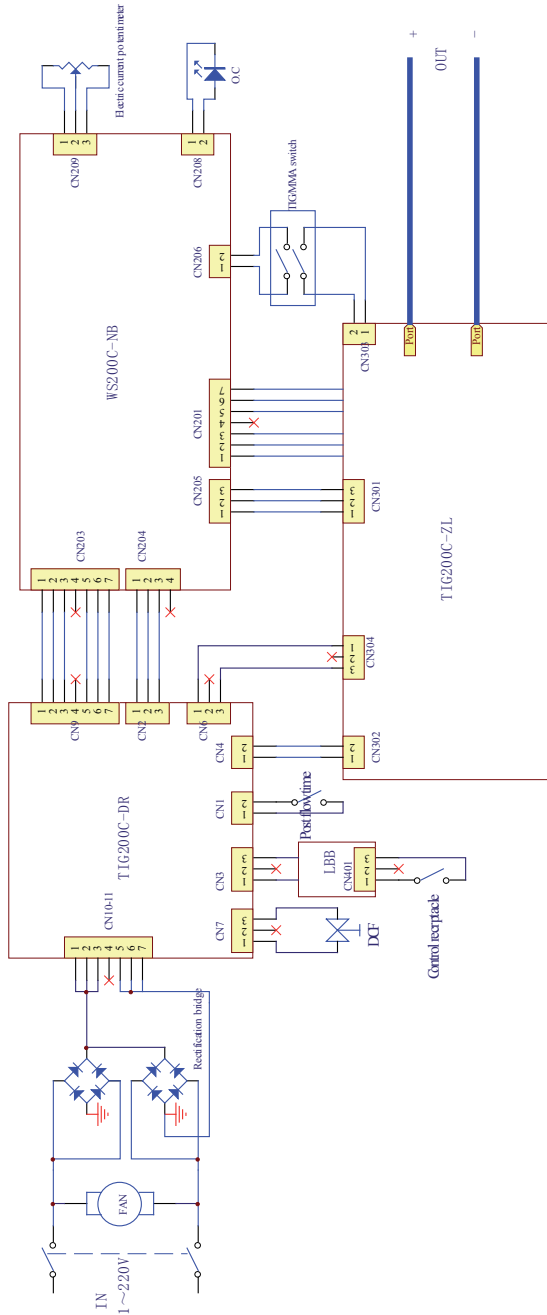 IN
1～220V
FAN
Rectification bridge
CN10-11
1
2
3
4
5
6
7
TIG200C-DR
CN9
1
2
3
4
5
6
7
CN2
1
2
3
CN6
1
2
3
CN7
1
2
3
CN3
1
2
3
CN1
1
2
CN4
1
2
DCF
LBB
CN401
1
2
3
Control receptacle
Post flow time
CN203
1
2
3
4
5
6
7
CN204
1
2
3
4
WS200C-NB
CN205
1
2
3
CN201
1
2
3
4
5
6
7
CN206
1
2
CN209
1
2
3
Electric current potentimeter
CN208
1
2
O.C
TIG/MMA switch
CN302
1
2
CN304
3
2
1
CN301
1
2
3
CN303
2
1
TIG200C-ZL
Port
Port
+
OUT
-